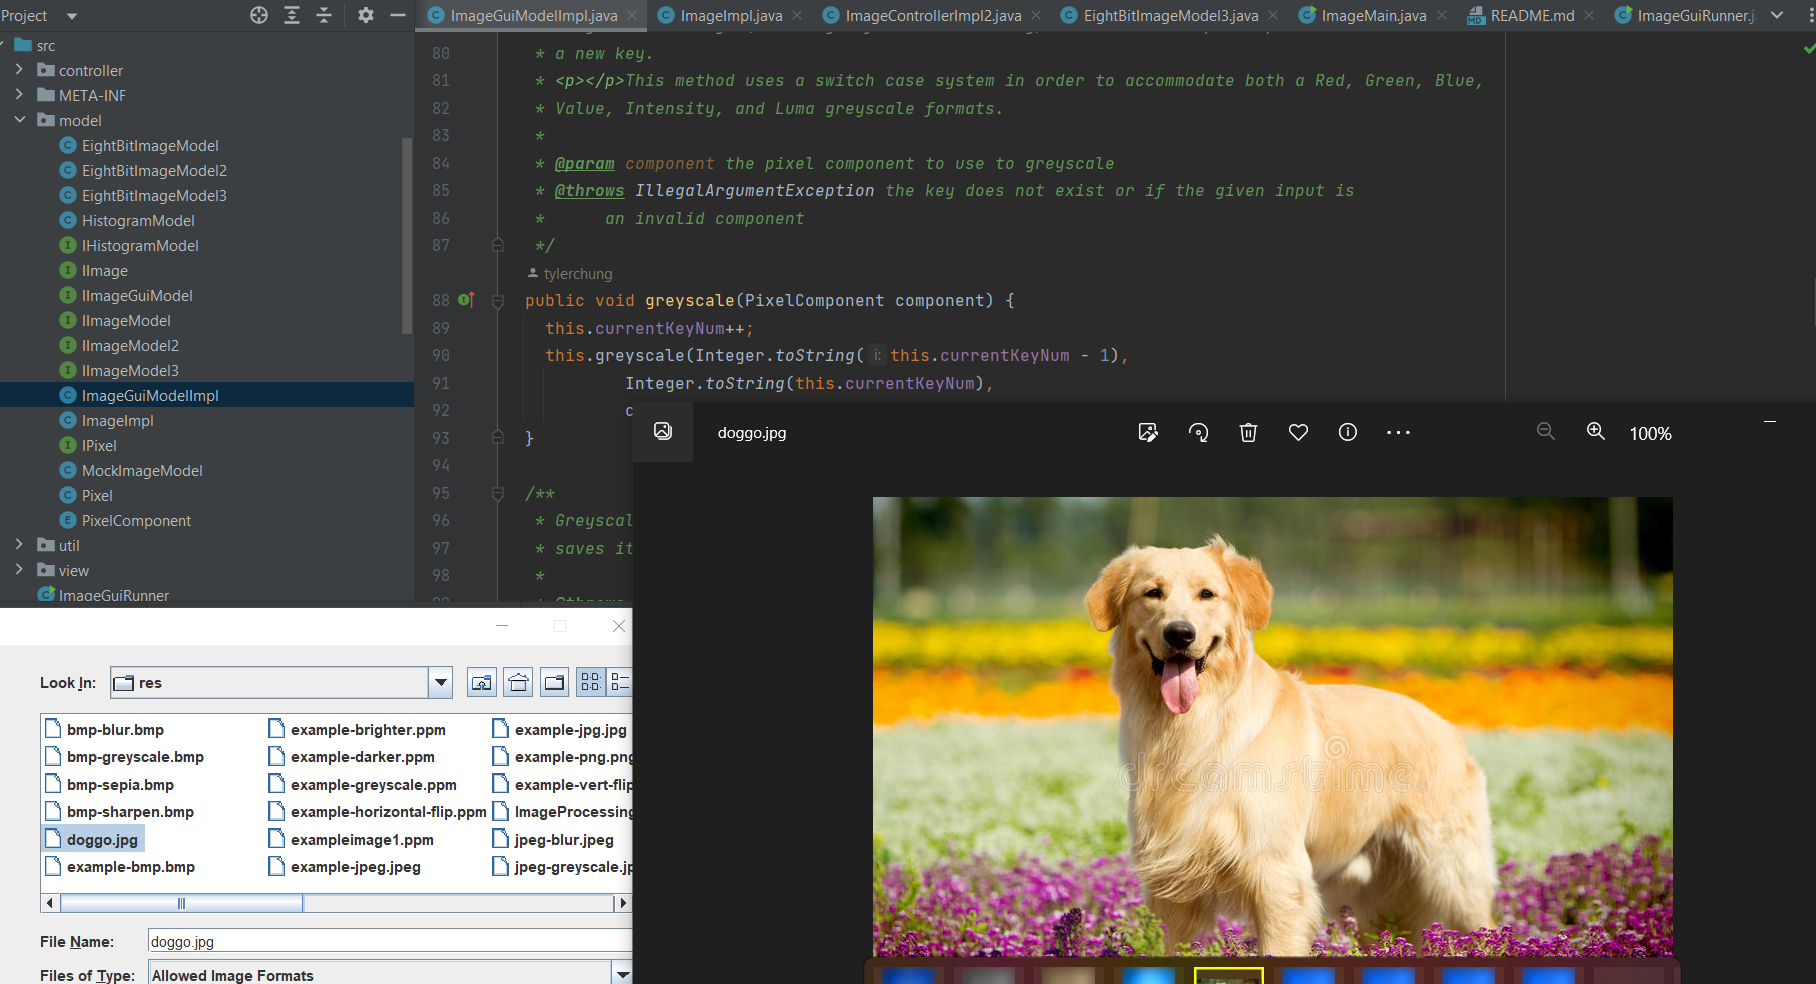 Project
ImageGuiModelImpl.java
ImageImpl.java
ImageControllerImpl2.java
EightBitImageModel3.java
ImageMain.java
README.md
ImageGuiRunner.j
src
controller
META-INF
model
EightBitImageModel
EightBitImageModel2
EightBitImageModel3
HistogramModel
IHistogramModel
IImage
IImageGuiModel
IImageModel
IImageModel2
IImageModel3
ImageGuiModelImpl
ImageImpl
IPixel
MockImageModel
Pixel
PixelComponent
util
view
ImageGuiRunner
80 * a new key.
81 * <p></p>This method uses a switch case system in order to accommodate both a Red, Green, Blue,
82 * Value, Intensity, and Luma greyscale formats.
83 *
84 * @param component the pixel component to use to greyscale
85 * @throws IllegalArgumentException the key does not exist or if the given input is
86 * an invalid component
87 */
tylerchung
88 public void greyscale(PixelComponent component) {
89 this.currentKeyNum++;
90 this.greyscale(Integer.toString( i: this.currentKeyNum - 1),
91 Integer.toString(this.currentKeyNum),
92 c
93 }
94
95 /**
96 * Greyscal
97 * saves it
98 *
doggo.jpg
100%
dreamstime
Look In:
res
bmp-blur.bmp
bmp-greyscale.bmp
bmp-sepia.bmp
bmp-sharpen.bmp
doggo.jpg
example-bmp.bmp
example-brighter.ppm
example-darker.ppm
example-greyscale.ppm
example-horizontal-flip.ppm
exampleimage1.ppm
example-jpeg.jpeg
example-jpg.jpg
example-png.png
example-vert-flip
ImageProcessing
jpeg-blur.jpeg
jpeg-greyscale.jp
File Name:
doggo.jpg
Files of Type:
Allowed Image Formats